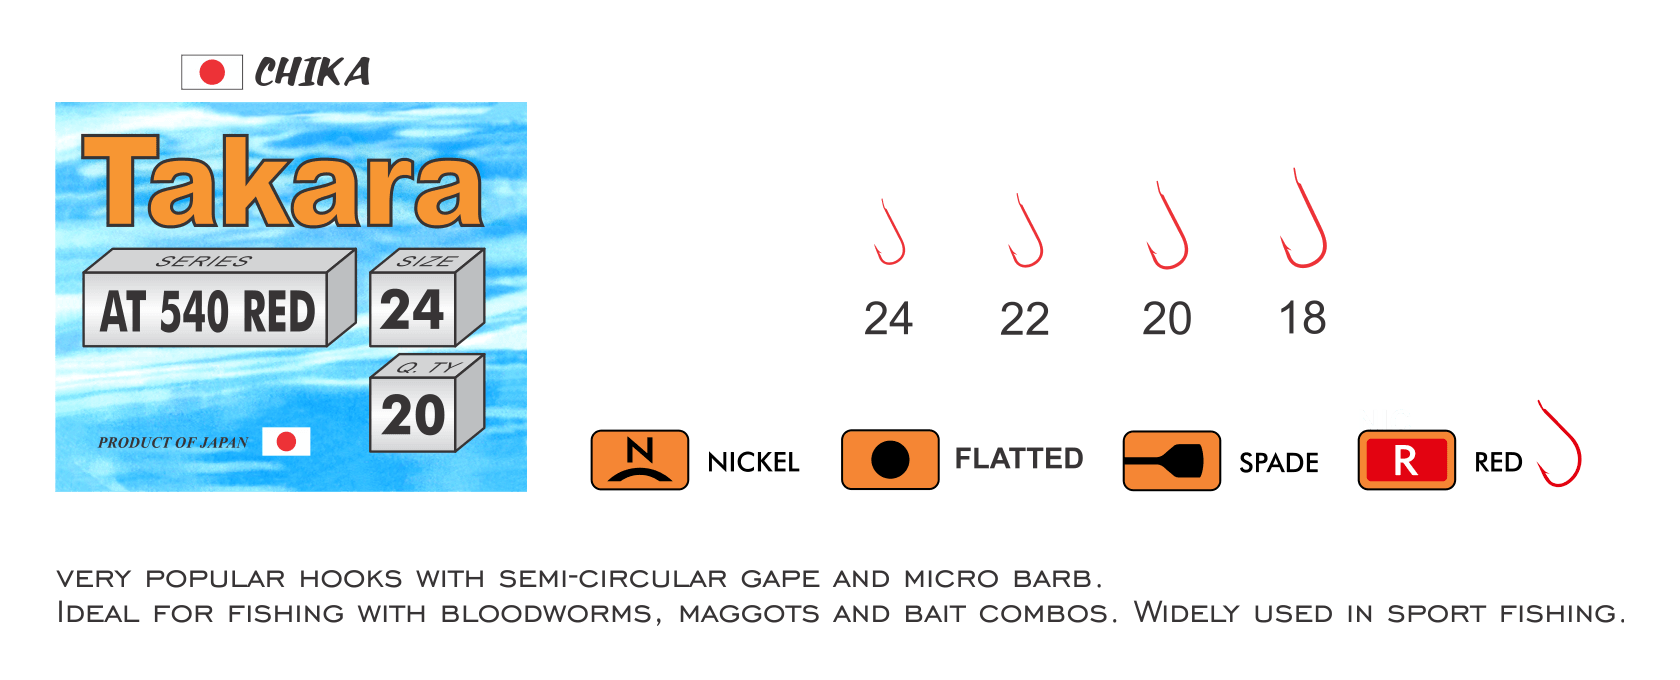 CHIKA
Takara
SERIES
AT 540 RED
SIZE
24
Q. TY
20
PRODUCT OF JAPAN
24 22 20 18
N NICKEL FLATTED SPADE R RED
VERY POPULAR HOOKS WITH SEMI-CIRCULAR GAPE AND MICRO BARB.
IDEAL FOR FISHING WITH BLOODWORMS, MAGGOTS AND BAIT COMBOS. WIDELY USED IN SPORT FISHING.